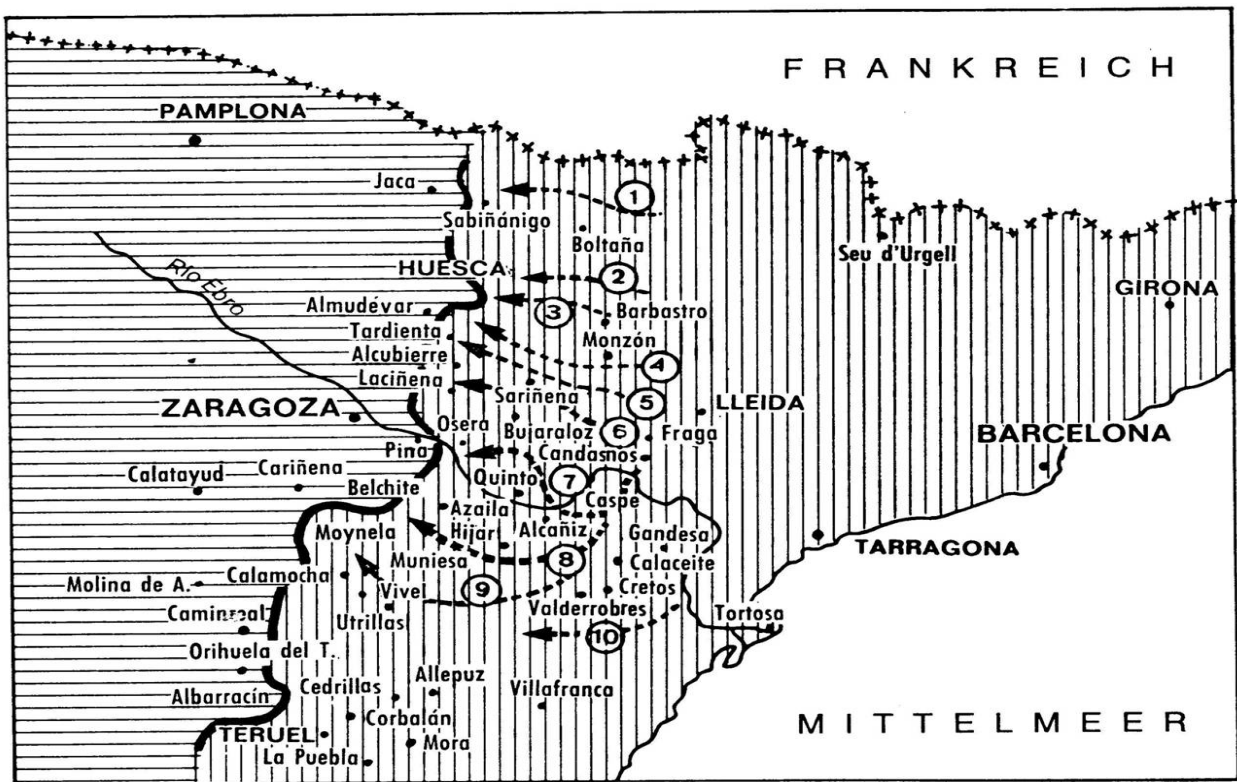 FRANKREICH
PAMPLONA
Jaca
1
Sabiñánigo
Boltaña
Seu d'Urgell
Río Ebro
HUESCA
2
GIRONA
Almudévar
3
Barbastro
Tardienta
Monzón
Alcubierre
4
Laciñena
Sariñena
5
LLEIDA
ZARAGOZA
Osera
Bujaraloz
6
Fraga
BARCELONA
Pina
Candasmos
Calatayud
Cariñena
Quinto
7
Belchite
Caspe
Azaila
Moynela
Hijar
Alcañiz
Gandesa
TARRAGONA
Muniesa
8
Calaceite
Molina de A.
Calamocha
Vivel
9
Cretos
Caminreal
Utrillas
Valderrobres
Tortosa
10
Orihuela del T.
Albarracín
Cedrillas
Allepuz
Villafranca
Corbalán
MITTELMEER
TERUEL
Mora
La Puebla